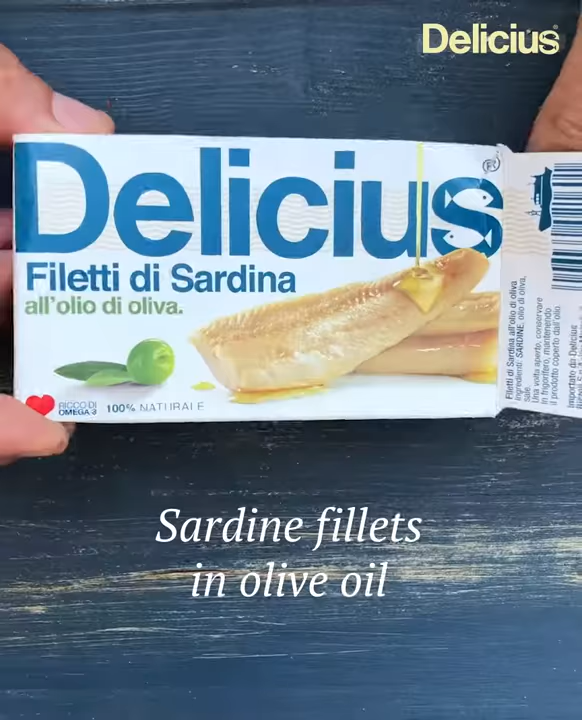 Delicius
Delicius
Filetti di Sardina
all'olio di oliva.
RICCO DI
OMEGA-3
100% NATURALE
Filetti di Sardina all'olio di oliva
Ingredienti: SARDINE, olio di oliva,
sale.
Una volta aperto, conservare
in frigorifero, mantenendo
il prodotto coperto dall'olio.
Importato da Delicius
Sardine fillets
in olive oil